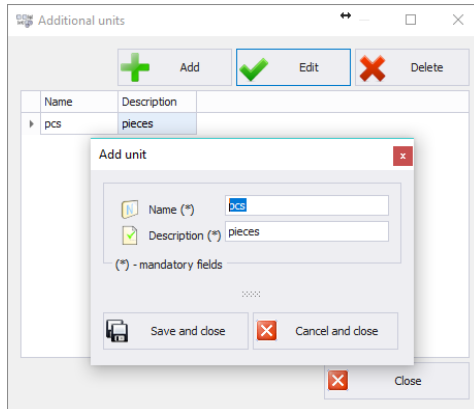 Additional units
Add Edit Delete
Name Description
pcs pieces
Add unit
Name (*) pcs
Description (*) pieces
(*) - mandatory fields
Save and close Cancel and close
Close